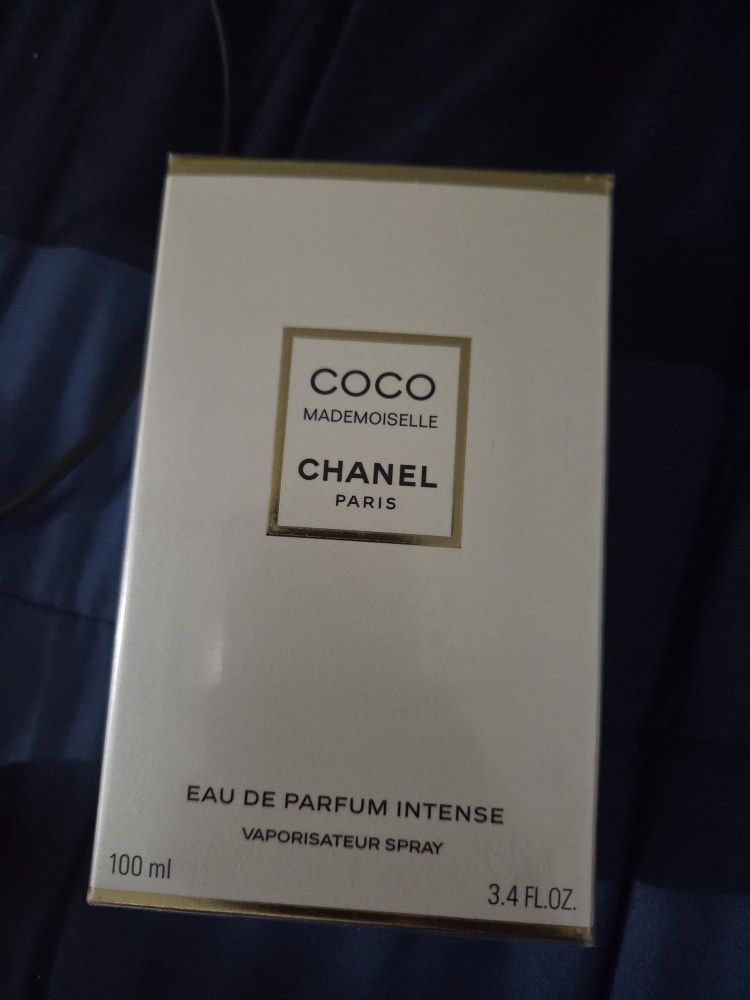 COCO
MADEMOISELLE
CHANEL
PARIS
EAU DE PARFUM INTENSE
VAPORISATEUR SPRAY
100 ml
3.4 FL.OZ.